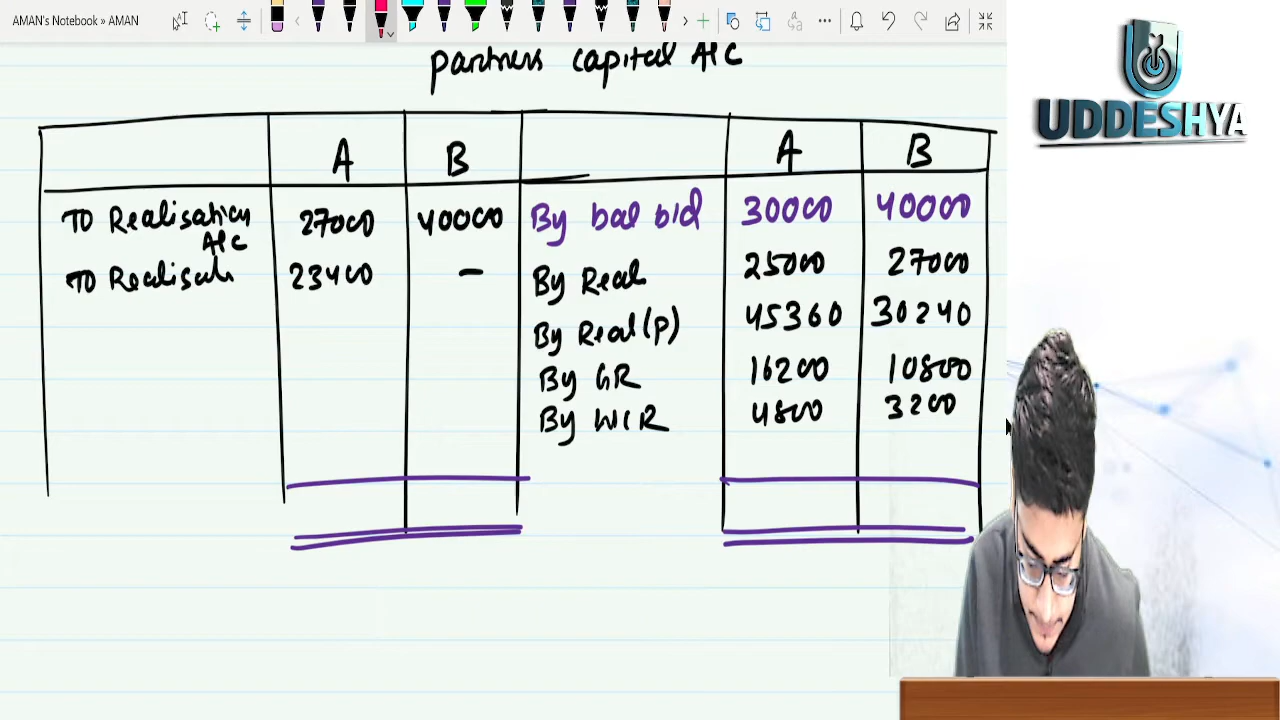 AMAN's Notebook » AMAN
UDDESHYA
partners capital A/C
A B A B
To Realisation A/C 27000 40000 By bal b/d 30000 40000
To Realisatn 23400 – By Real 25000 27000
By Real (P) 45360 30240
By GR 16200 10800
By WCR 4800 3200